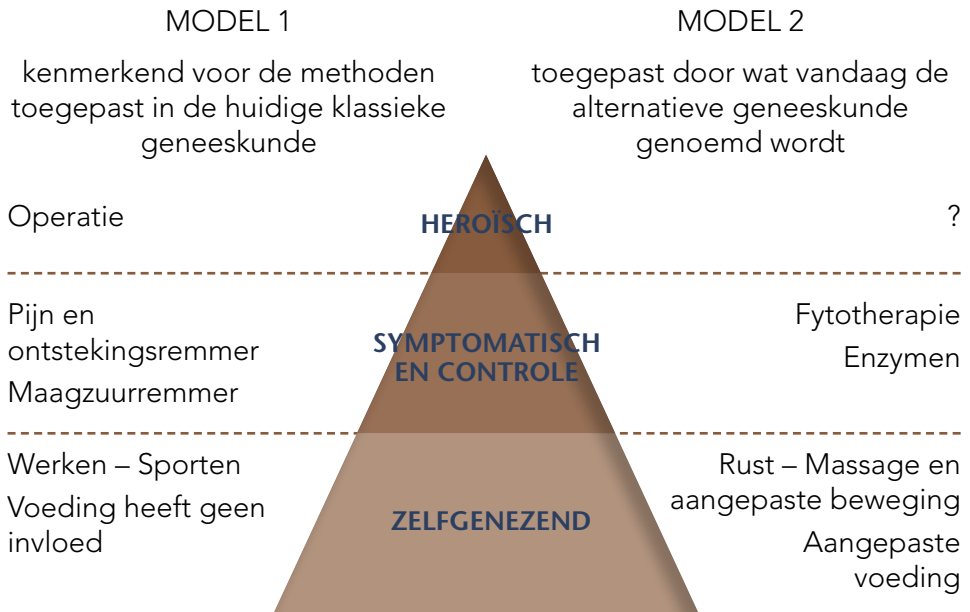 MODEL 1
kenmerkend voor de methoden
toegepast in de huidige klassieke
geneeskunde
MODEL 2
toegepast door wat vandaag de
alternatieve geneeskunde
genoemd wordt
Operatie
HEROÏSCH
?
Pijn en
ontstekingsremmer
Maagzuurremmer
SYMPTOMATISCH
EN CONTROLE
Fytotherapie
Enzymen
Werken – Sporten
Voeding heeft geen
invloed
ZELFGENEZEND
Rust – Massage en
aangepaste beweging
Aangepaste
voeding